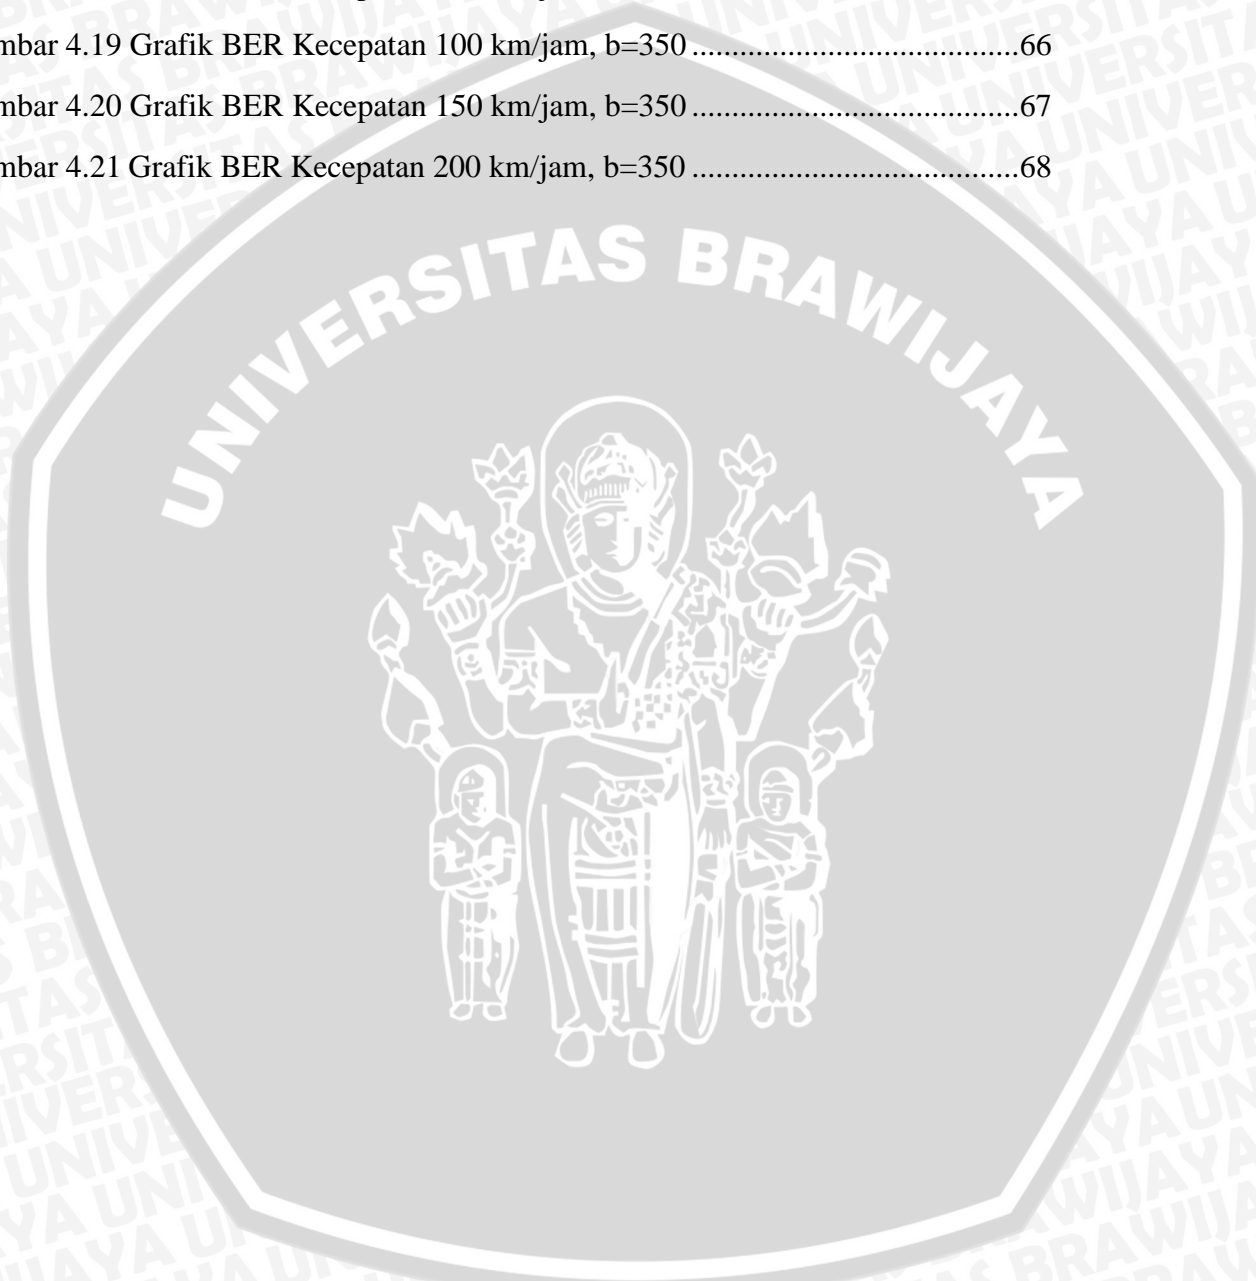 mbar 4.19 Grafik BER Kecepatan 100 km/jam, b=350 ....................................66
mbar 4.20 Grafik BER Kecepatan 150 km/jam, b=350 ....................................67
mbar 4.21 Grafik BER Kecepatan 200 km/jam, b=350 ....................................68
UNIVERSITAS BRAWIJAYA